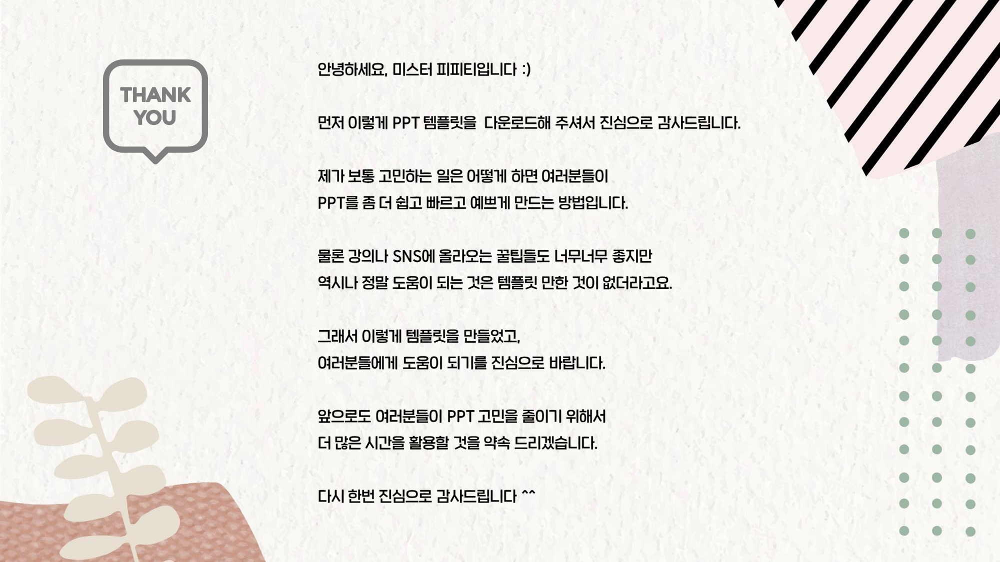 THANK
YOU
안녕하세요, 미스터 피피티입니다 :)
먼저 이렇게 PPT 템플릿을 다운로드해 주셔서 진심으로 감사드립니다.
제가 보통 고민하는 일은 어떻게 하면 여러분들이
PPT를 좀 더 쉽고 빠르고 예쁘게 만드는 방법입니다.
물론 강의나 SNS에 올라오는 꿀팁들도 너무너무 좋지만
역시나 정말 도움이 되는 것은 템플릿 만한 것이 없더라고요.
그래서 이렇게 템플릿을 만들었고,
여러분들에게 도움이 되기를 진심으로 바랍니다.
앞으로도 여러분들이 PPT 고민을 줄이기 위해서
더 많은 시간을 활용할 것을 약속 드리겠습니다.
다시 한번 진심으로 감사드립니다 ^^